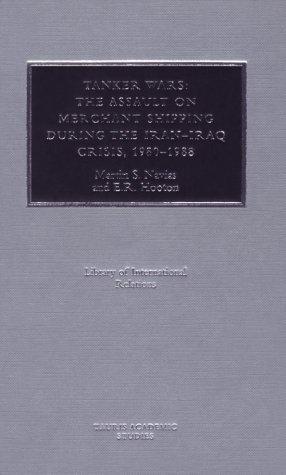 TANKER WARS:
THE ASSAULT ON
MERCHANT SHIPPING
DURING THE IRAN-IRAQ
CRISIS, 1980-1988
Martin S. Navias
and E.R. Hooton
Library of International
Relations
TAURIS ACADEMIC
STUDIES